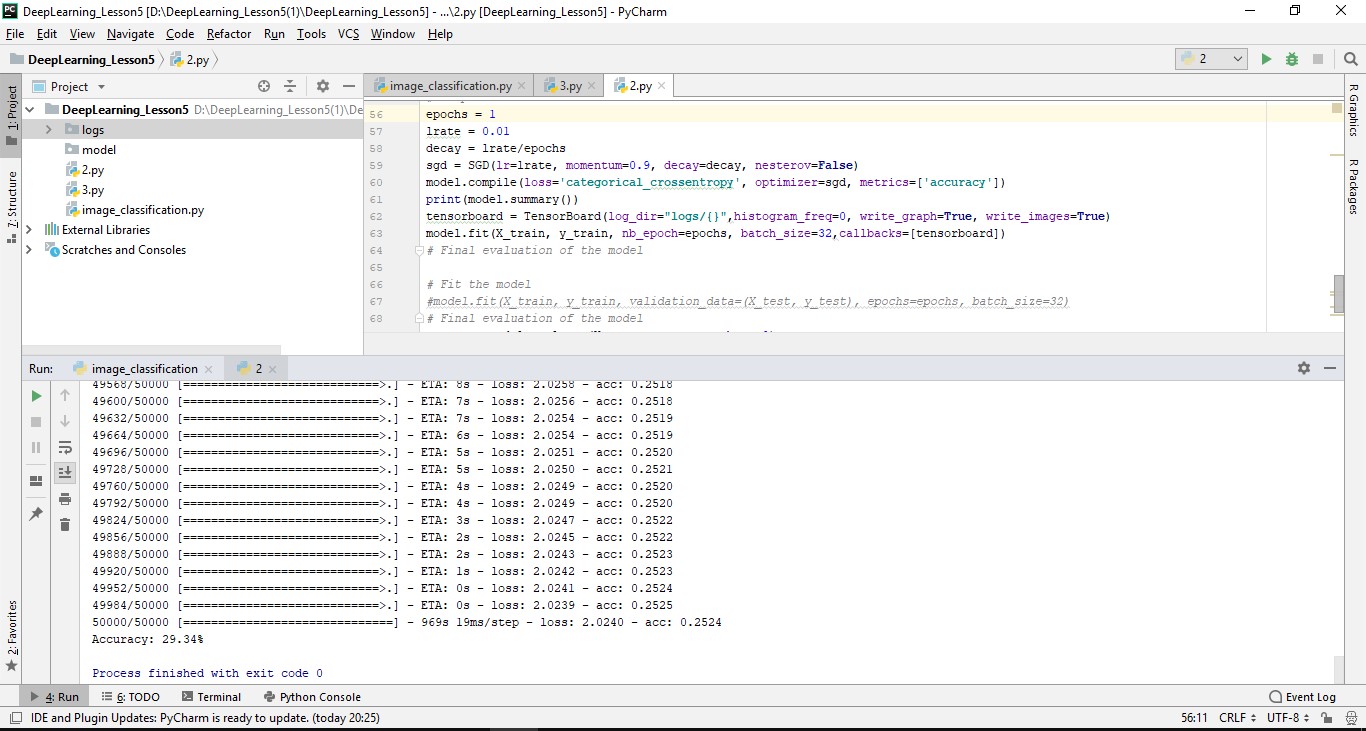 DeepLearning_Lesson5 [D:\DeepLearning_Lesson5(1)\DeepLearning_Lesson5] - ...\2.py [DeepLearning_Lesson5] - PyCharm
File Edit View Navigate Code Refactor Run Tools VCS Window Help
DeepLearning_Lesson5 2.py 2
1: Project
Project
DeepLearning_Lesson5 D:\DeepLearning_Lesson5(1)\De
logs
model
2.py
3.py
image_classification.py
External Libraries
Scratches and Consoles
Z: Structure
2: Favorites
image_classification.py 3.py 2.py
56 epochs = 1
57 lrate = 0.01
58 decay = lrate/epochs
59 sgd = SGD(lr=lrate, momentum=0.9, decay=decay, nesterov=False)
60 model.compile(loss='categorical_crossentropy', optimizer=sgd, metrics=['accuracy'])
61 print(model.summary())
62 tensorboard = TensorBoard(log_dir="logs/{}",histogram_freq=0, write_graph=True, write_images=True)
63 model.fit(X_train, y_train, nb_epoch=epochs, batch_size=32,callbacks=[tensorboard])
64 # Final evaluation of the model
65
66 # Fit the model
67 #model.fit(X_train, y_train, validation_data=(X_test, y_test), epochs=epochs, batch_size=32)
68 # Final evaluation of the model
R Graphics
R Packages
Run: image_classification 2
49568/50000 [=============================>.] - ETA: 8s - loss: 2.0258 - acc: 0.2518
49600/50000 [=============================>.] - ETA: 7s - loss: 2.0256 - acc: 0.2518
49632/50000 [=============================>.] - ETA: 7s - loss: 2.0254 - acc: 0.2519
49664/50000 [=============================>.] - ETA: 6s - loss: 2.0254 - acc: 0.2519
49696/50000 [=============================>.] - ETA: 5s - loss: 2.0251 - acc: 0.2520
49728/50000 [=============================>.] - ETA: 5s - loss: 2.0250 - acc: 0.2521
49760/50000 [=============================>.] - ETA: 4s - loss: 2.0249 - acc: 0.2520
49792/50000 [=============================>.] - ETA: 4s - loss: 2.0249 - acc: 0.2520
49824/50000 [=============================>.] - ETA: 3s - loss: 2.0247 - acc: 0.2522
49856/50000 [=============================>.] - ETA: 2s - loss: 2.0245 - acc: 0.2522
49888/50000 [=============================>.] - ETA: 2s - loss: 2.0243 - acc: 0.2523
49920/50000 [=============================>.] - ETA: 1s - loss: 2.0242 - acc: 0.2523
49952/50000 [=============================>.] - ETA: 0s - loss: 2.0241 - acc: 0.2524
49984/50000 [=============================>.] - ETA: 0s - loss: 2.0239 - acc: 0.2525
50000/50000 [==============================] - 969s 19ms/step - loss: 2.0240 - acc: 0.2524
Accuracy: 29.34%
Process finished with exit code 0
4: Run 6: TODO Terminal Python Console Event Log
IDE and Plugin Updates: PyCharm is ready to update. (today 20:25) 56:11 CRLF UTF-8